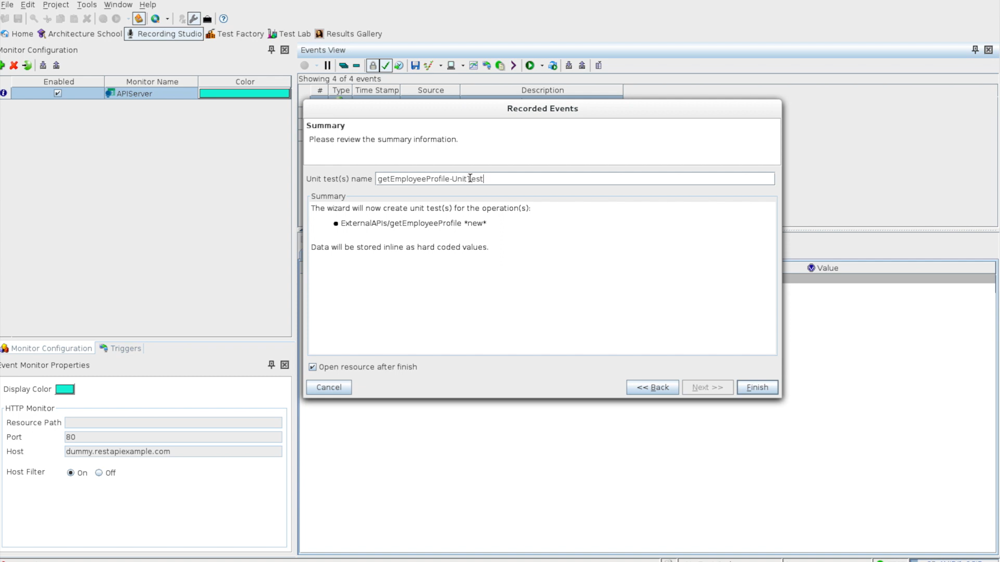 File Edit Project Tools Window Help
Home Architecture School Recording Studio Test Factory Test Lab Results Gallery
Monitor Configuration
Enabled Monitor Name Color
APIServer
Events View
Showing 4 of 4 events
# Type Time Stamp Source Description
Recorded Events
Summary
Please review the summary information.
Unit test(s) name getEmployeeProfile-UnitTest
Summary
The wizard will now create unit test(s) for the operation(s):
● ExternalAPIs/getEmployeeProfile *new*
Data will be stored inline as hard coded values.
Open resource after finish
Cancel << Back Next >> Finish
Value
Monitor Configuration Triggers
Event Monitor Properties
Display Color
HTTP Monitor
Resource Path
Port 80
Host dummy.restapiexample.com
Host Filter On Off